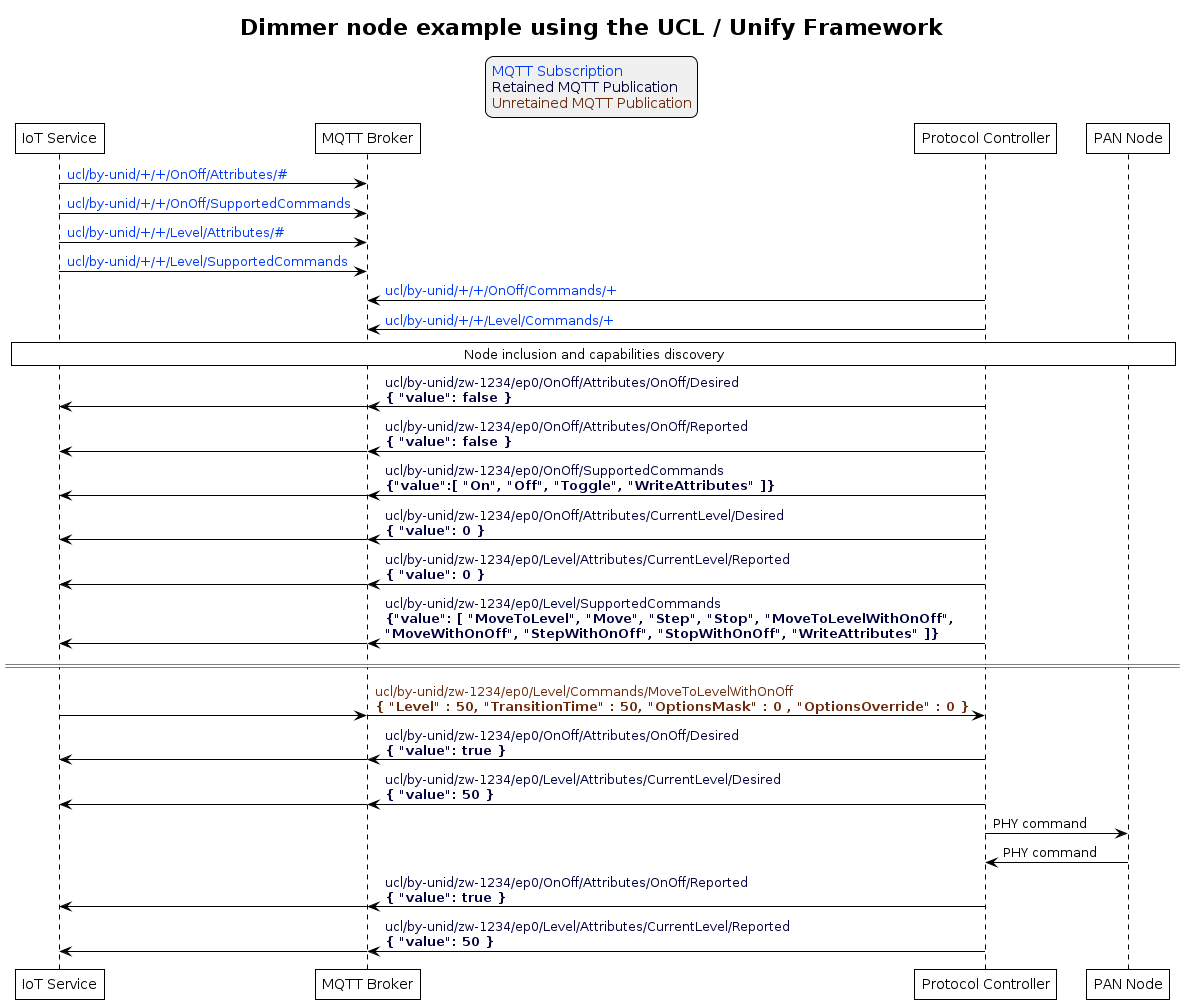 Dimmer node example using the UCL / Unify Framework
MQTT Subscription
Retained MQTT Publication
Unretained MQTT Publication
IoT Service
MQTT Broker
Protocol Controller
PAN Node
ucl/by-unid/+/+/OnOff/Attributes/#
ucl/by-unid/+/+/OnOff/SupportedCommands
ucl/by-unid/+/+/Level/Attributes/#
ucl/by-unid/+/+/Level/SupportedCommands
ucl/by-unid/+/+/OnOff/Commands/+
ucl/by-unid/+/+/Level/Commands/+
Node inclusion and capabilities discovery
ucl/by-unid/zw-1234/ep0/OnOff/Attributes/OnOff/Desired
{ "value": false }
ucl/by-unid/zw-1234/ep0/OnOff/Attributes/OnOff/Reported
{ "value": false }
ucl/by-unid/zw-1234/ep0/OnOff/SupportedCommands
{"value":[ "On", "Off", "Toggle", "WriteAttributes" ]}
ucl/by-unid/zw-1234/ep0/OnOff/Attributes/CurrentLevel/Desired
{ "value": 0 }
ucl/by-unid/zw-1234/ep0/Level/Attributes/CurrentLevel/Reported
{ "value": 0 }
ucl/by-unid/zw-1234/ep0/Level/SupportedCommands
{"value": [ "MoveToLevel", "Move", "Step", "Stop", "MoveToLevelWithOnOff",
"MoveWithOnOff", "StepWithOnOff", "StopWithOnOff", "WriteAttributes" ]}
ucl/by-unid/zw-1234/ep0/Level/Commands/MoveToLevelWithOnOff
{ "Level" : 50, "TransitionTime" : 50, "OptionsMask" : 0 , "OptionsOverride" : 0 }
ucl/by-unid/zw-1234/ep0/OnOff/Attributes/OnOff/Desired
{ "value": true }
ucl/by-unid/zw-1234/ep0/Level/Attributes/CurrentLevel/Desired
{ "value": 50 }
PHY command
PHY command
ucl/by-unid/zw-1234/ep0/OnOff/Attributes/OnOff/Reported
{ "value": true }
ucl/by-unid/zw-1234/ep0/Level/Attributes/CurrentLevel/Reported
{ "value": 50 }
IoT Service
MQTT Broker
Protocol Controller
PAN Node